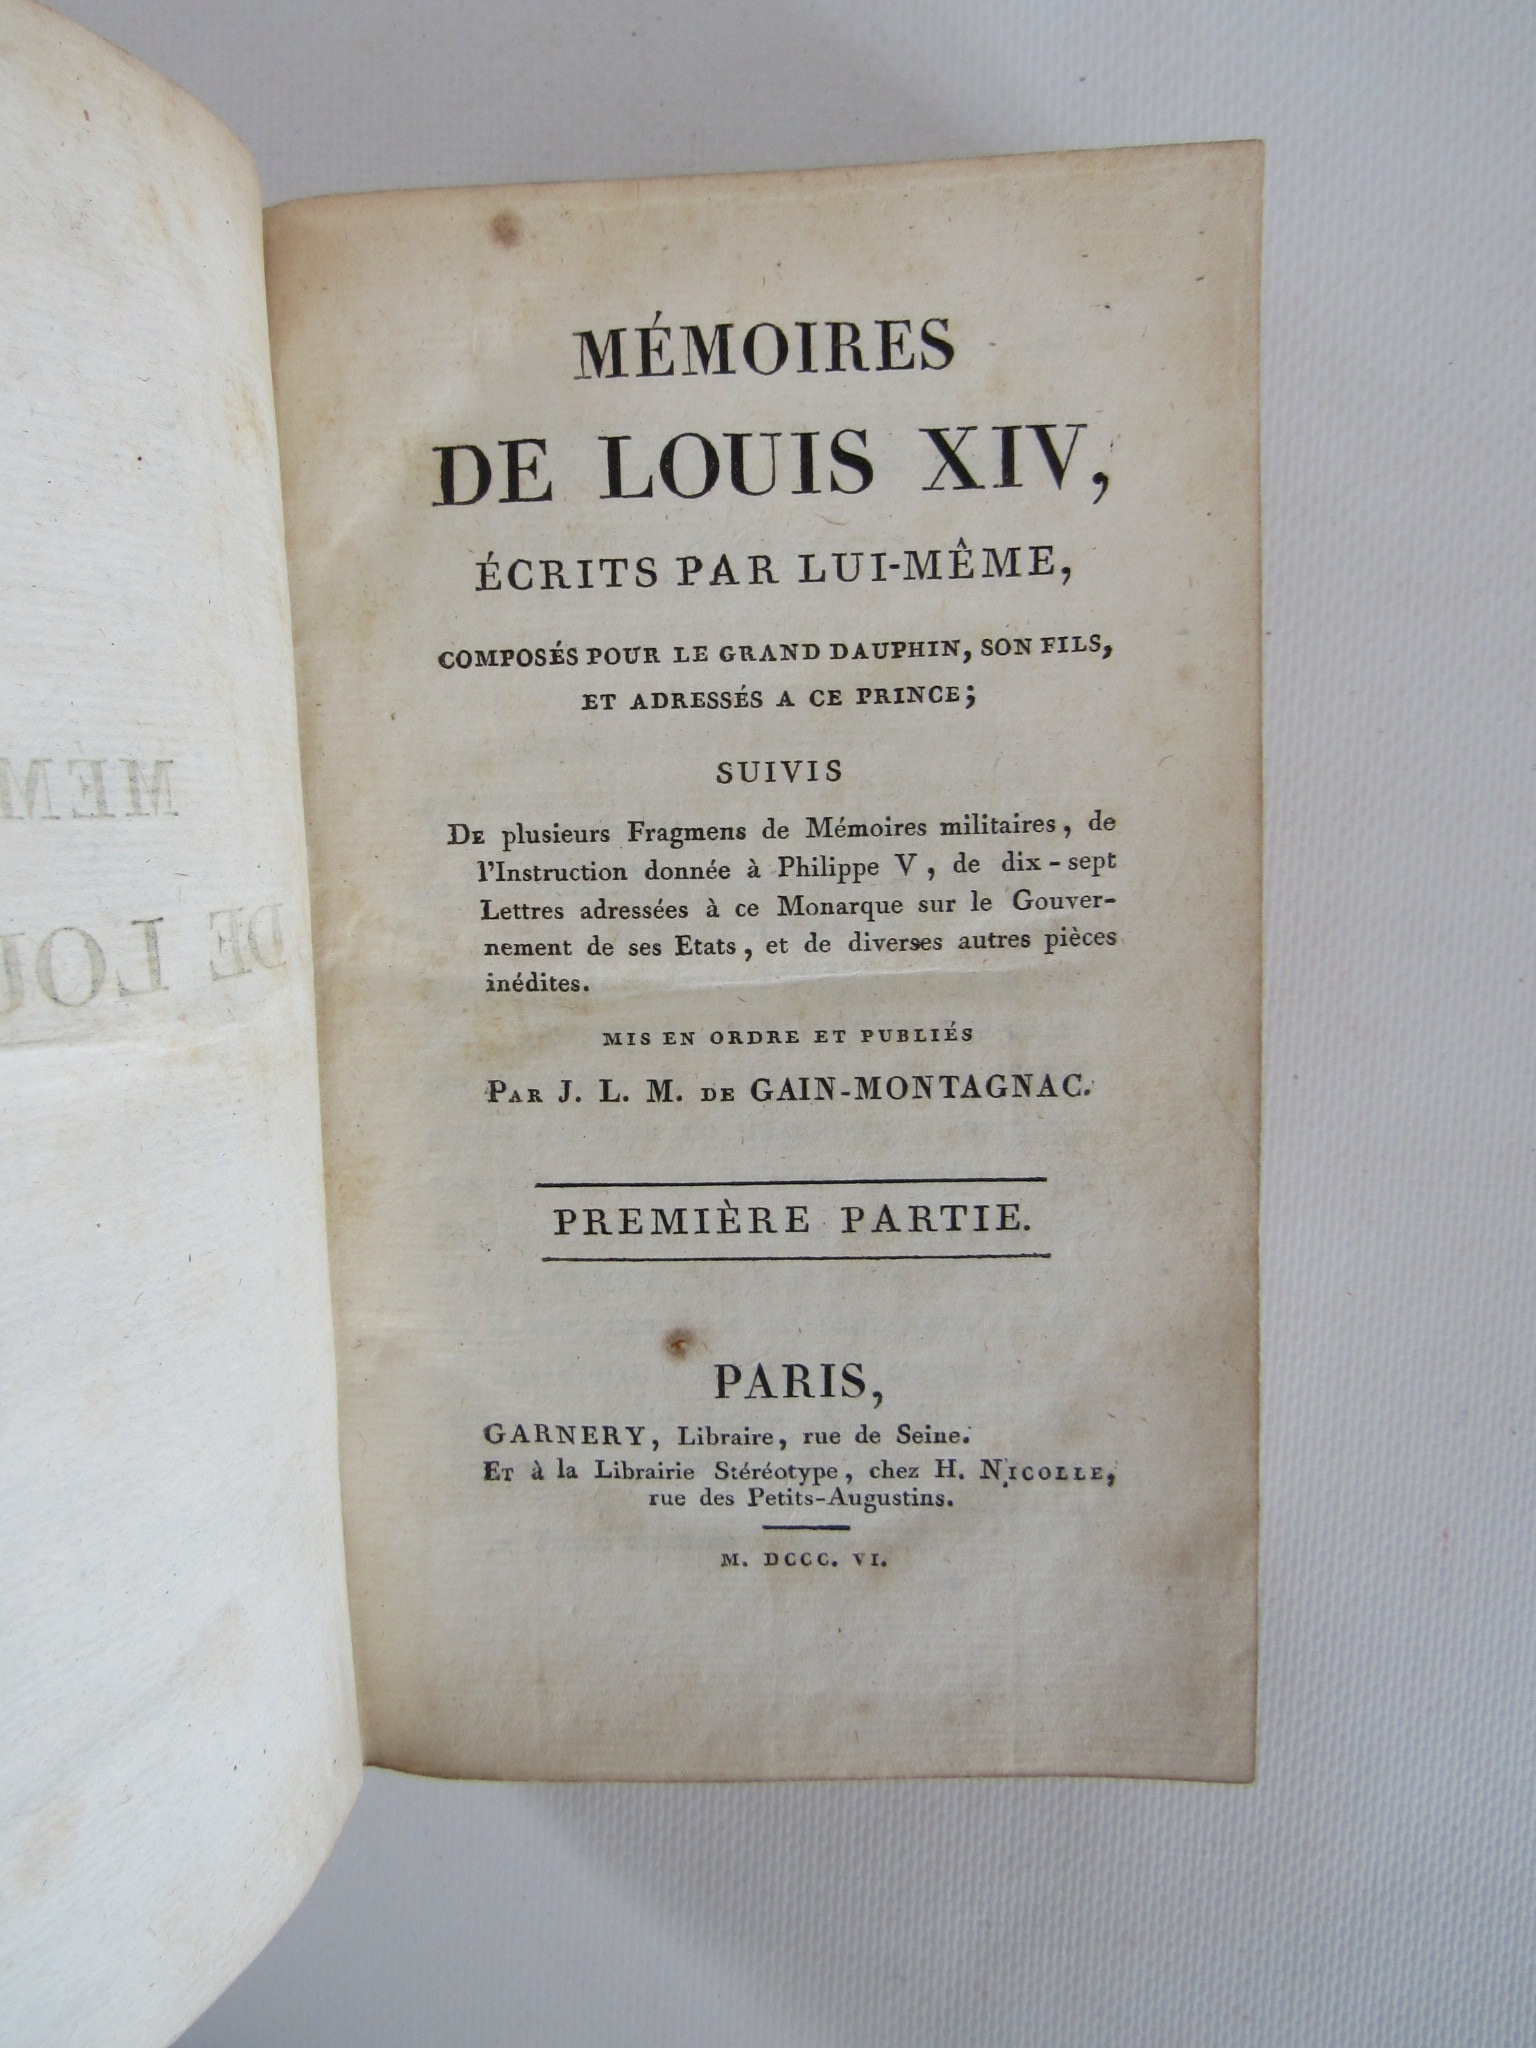 MÉMOIRES
DE LOUIS XIV,
ÉCRITS PAR LUI-MÊME,
COMPOSÉS POUR LE GRAND DAUPHIN, SON FILS,
ET ADRESSÉS A CE PRINCE;
SUIVIS
DE plusieurs Fragmens de Mémoires militaires, de
l'Instruction donnée à Philippe V, de dix-sept
Lettres adressées à ce Monarque sur le Gouver-
nement de ses Etats, et de diverses autres pièces
inédites.
MIS EN ORDRE ET PUBLIÉS
PAR J. L. M. DE GAIN-MONTAGNAC.
PREMIÈRE PARTIE.
PARIS,
GARNERY, Libraire, rue de Seine.
ET à la Librairie Stéréotype, chez H. NICOLLE,
rue des Petits-Augustins.
M. DCCC. VI.